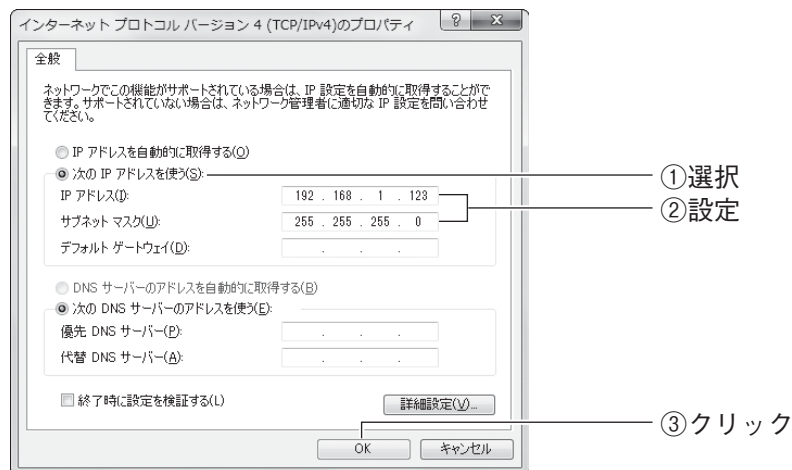 インターネット プロトコル バージョン 4 (TCP/IPv4)のプロパティ
全般
ネットワークでこの機能がサポートされている場合は、IP 設定を自動的に取得することがで
きます。サポートされていない場合は、ネットワーク管理者に適切な IP 設定を問い合わせ
てください。
IP アドレスを自動的に取得する(O)
次の IP アドレスを使う(S):
①選択
IP アドレス(I): 192 . 168 . 1 . 123
②設定
サブネット マスク(U): 255 . 255 . 255 . 0
デフォルト ゲートウェイ(D): . . .
DNS サーバーのアドレスを自動的に取得する(B)
次の DNS サーバーのアドレスを使う(E):
優先 DNS サーバー(P): . . .
代替 DNS サーバー(A): . . .
終了時に設定を検証する(L)
詳細設定(V)...
③クリック
OK キャンセル